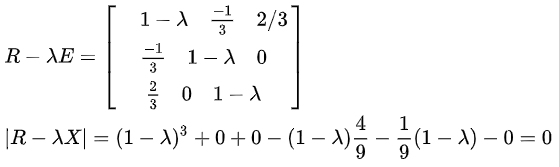 R − λE = [ 1 − λ  −1/3  2/3
−1/3  1 − λ  0
2/3  0  1 − λ ]
|R − λX| = (1 − λ)³ + 0 + 0 − (1 − λ)4/9 − 1/9(1 − λ) − 0 = 0